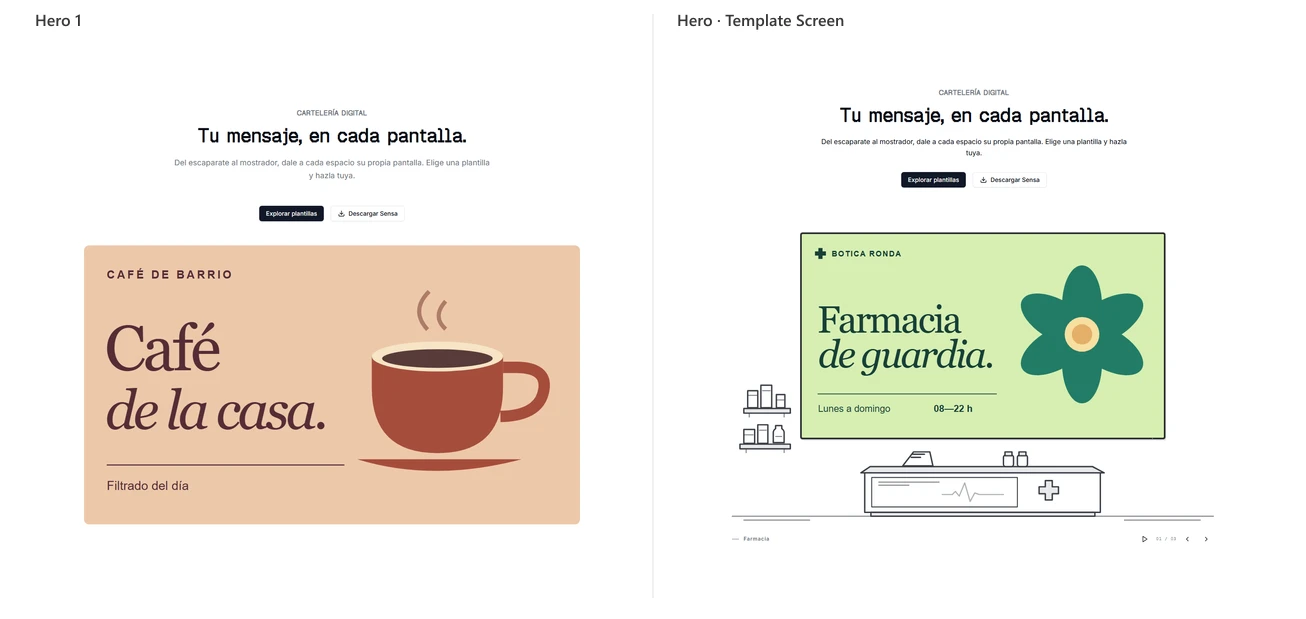 Hero 1
CARTELERÍA DIGITAL
Tu mensaje, en cada pantalla.
Del escaparate al mostrador, dale a cada espacio su propia pantalla. Elige una plantilla
y hazla tuya.
Explorar plantillas
Descargar Sensa
CAFÉ DE BARRIO
Café
de la casa.
Filtrado del día
Hero · Template Screen
CARTELERÍA DIGITAL
Tu mensaje, en cada pantalla.
Del escaparate al mostrador, dale a cada espacio su propia pantalla. Elige una plantilla y hazla
tuya.
Explorar plantillas
Descargar Sensa
BOTICA RONDA
Farmacia
de guardia.
Lunes a domingo
08—22 h
Farmacia